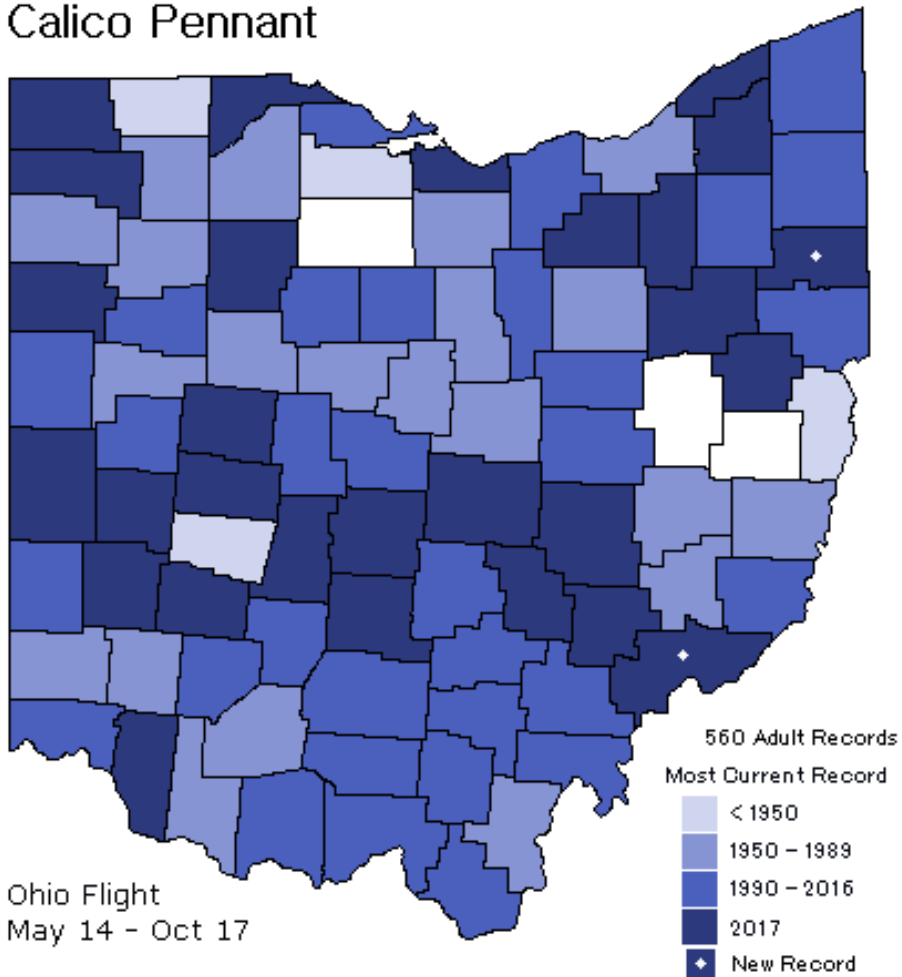 Calico Pennant
560 Adult Records
Most Current Record
< 1950
1950 – 1989
1990 – 2016
2017
New Record
Ohio Flight
May 14 - Oct 17